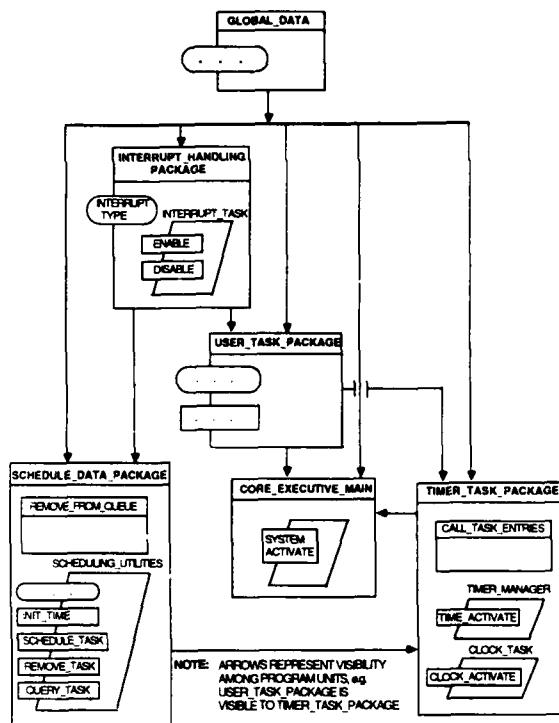 GLOBAL_DATA
. . . .
INTERRUPT_HANDLING_
PACKAGE
INTERRUPT
TYPE
INTERRUPT_TASK
ENABLE
DISABLE
USER_TASK_PACKAGE
. . . .
. . . .
SCHEDULE_DATA_PACKAGE
REMOVE_FROM_QUEUE
SCHEDULING_UTILITIES
. . . .
INIT_TIME
SCHEDULE_TASK
REMOVE_TASK
QUERY_TASK
CORE_EXECUTIVE_MAIN
SYSTEM
ACTIVATE
TIMER_TASK_PACKAGE
CALL_TASK_ENTRIES
TIMER_MANAGER
TIME_ACTIVATE
CLOCK_TASK
CLOCK_ACTIVATE
NOTE: ARROWS REPRESENT VISIBILITY
AMONG PROGRAM UNITS, e.g.
USER_TASK_PACKAGE IS
VISIBLE TO TIMER_TASK_PACKAGE